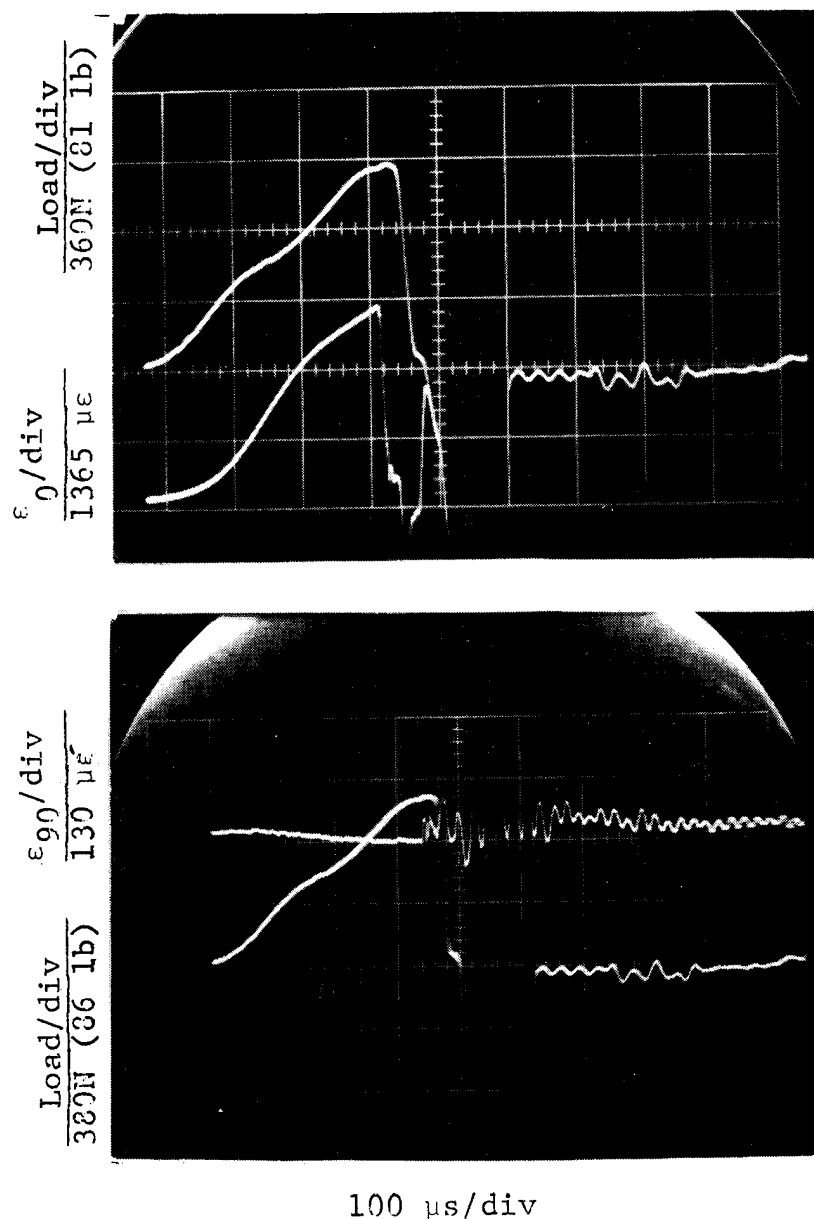 Load/div
360N (81 lb)
ε0/div
1365 με
ε90/div
130 με
Load/div
380N (86 lb)
100 μs/div